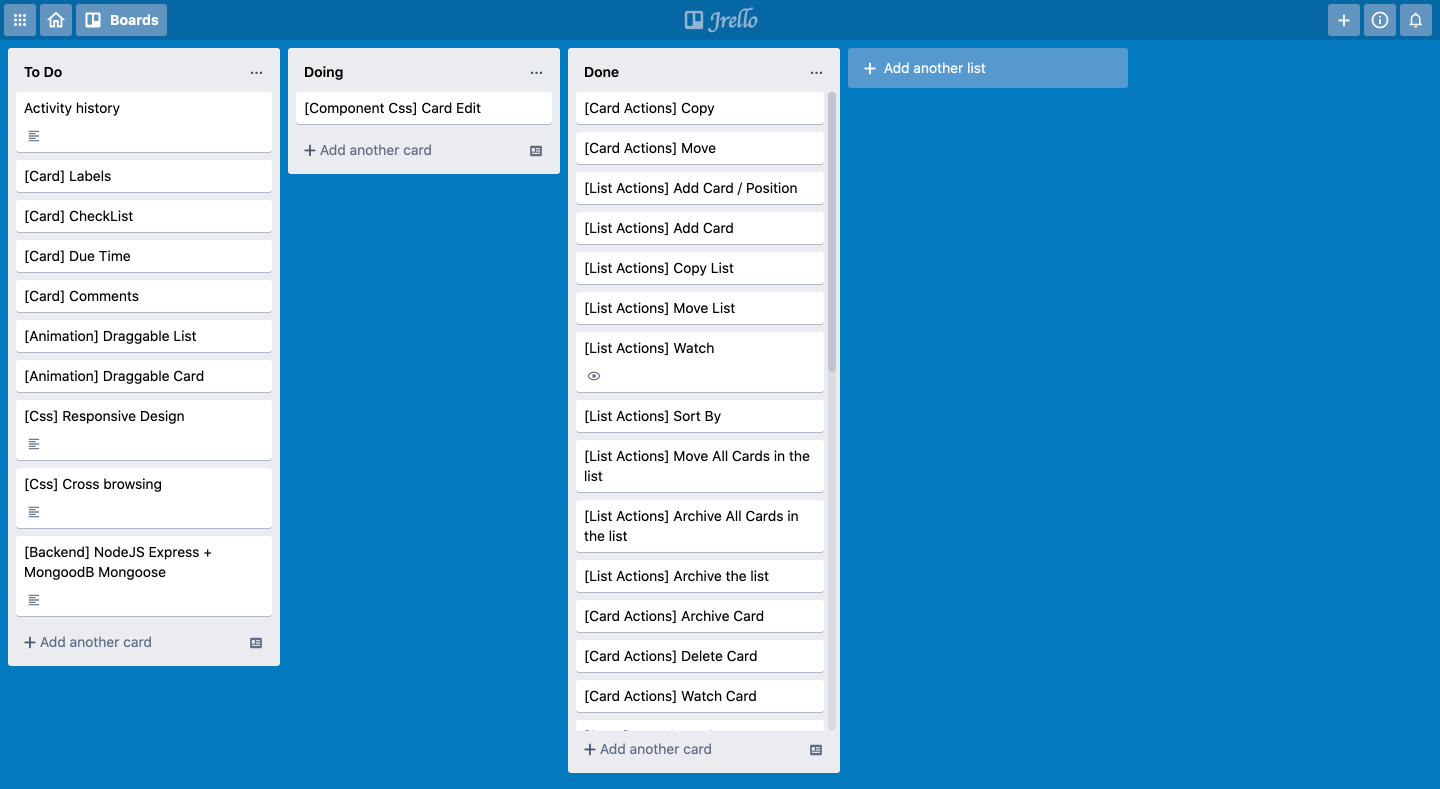 Boards
Jrello
To Do
Activity history
[Card] Labels
[Card] CheckList
[Card] Due Time
[Card] Comments
[Animation] Draggable List
[Animation] Draggable Card
[Css] Responsive Design
[Css] Cross browsing
[Backend] NodeJS Express +
MongoodB Mongoose
Add another card
Doing
[Component Css] Card Edit
Add another card
Done
[Card Actions] Copy
[Card Actions] Move
[List Actions] Add Card / Position
[List Actions] Add Card
[List Actions] Copy List
[List Actions] Move List
[List Actions] Watch
[List Actions] Sort By
[List Actions] Move All Cards in the
list
[List Actions] Archive All Cards in
the list
[List Actions] Archive the list
[Card Actions] Archive Card
[Card Actions] Delete Card
[Card Actions] Watch Card
Add another card
Add another list